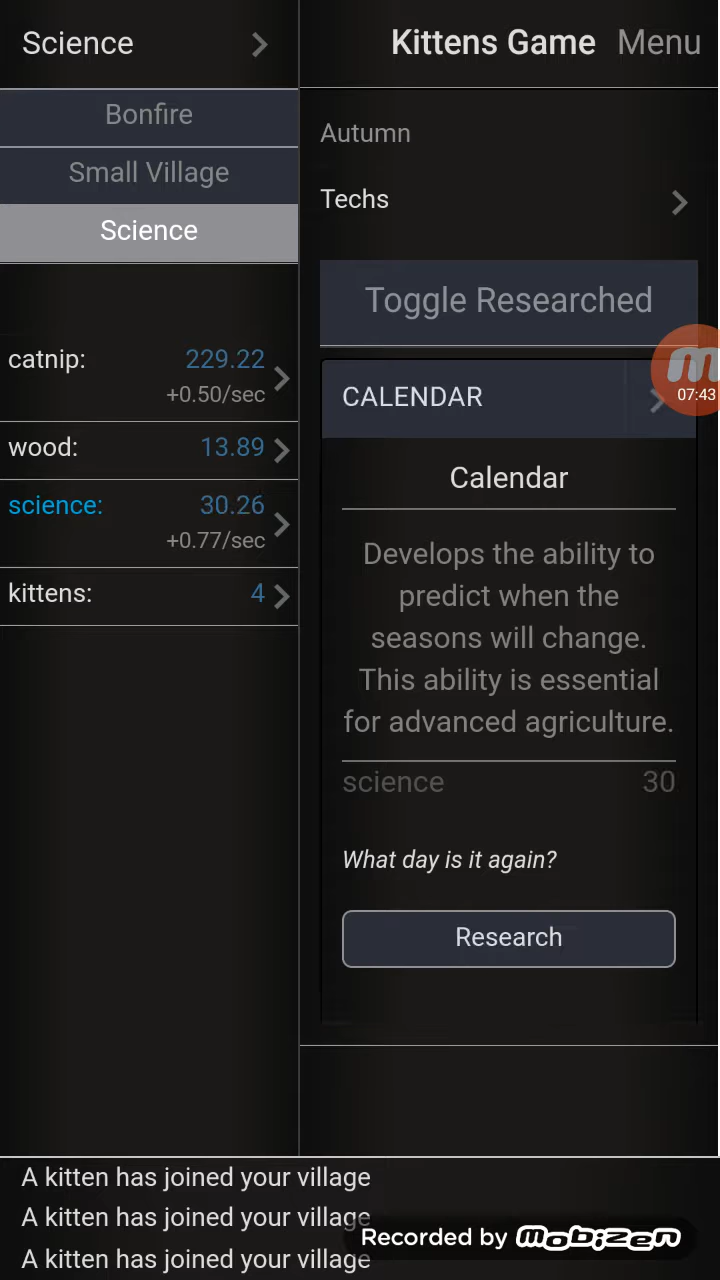 Science
Kittens Game Menu
Bonfire
Small Village
Science
catnip: 229.22
+0.50/sec
wood: 13.89
science: 30.26
+0.77/sec
kittens: 4
Autumn
Techs
Toggle Researched
CALENDAR
07:43
Calendar
Develops the ability to
predict when the
seasons will change.
This ability is essential
for advanced agriculture.
science 30
What day is it again?
Research
A kitten has joined your village
A kitten has joined your village
A kitten has joined your village
Recorded by mobizen